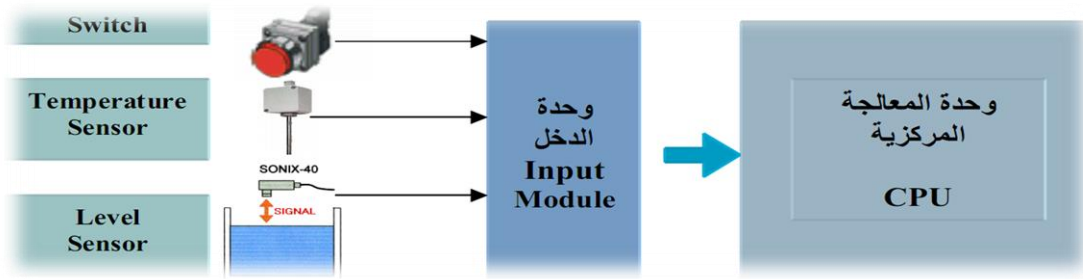 Switch
Temperature
Sensor
SONIX-40
SIGNAL
Level
Sensor
وحدة
الدخل
Input
Module
وحدة المعالجة
المركزية
CPU